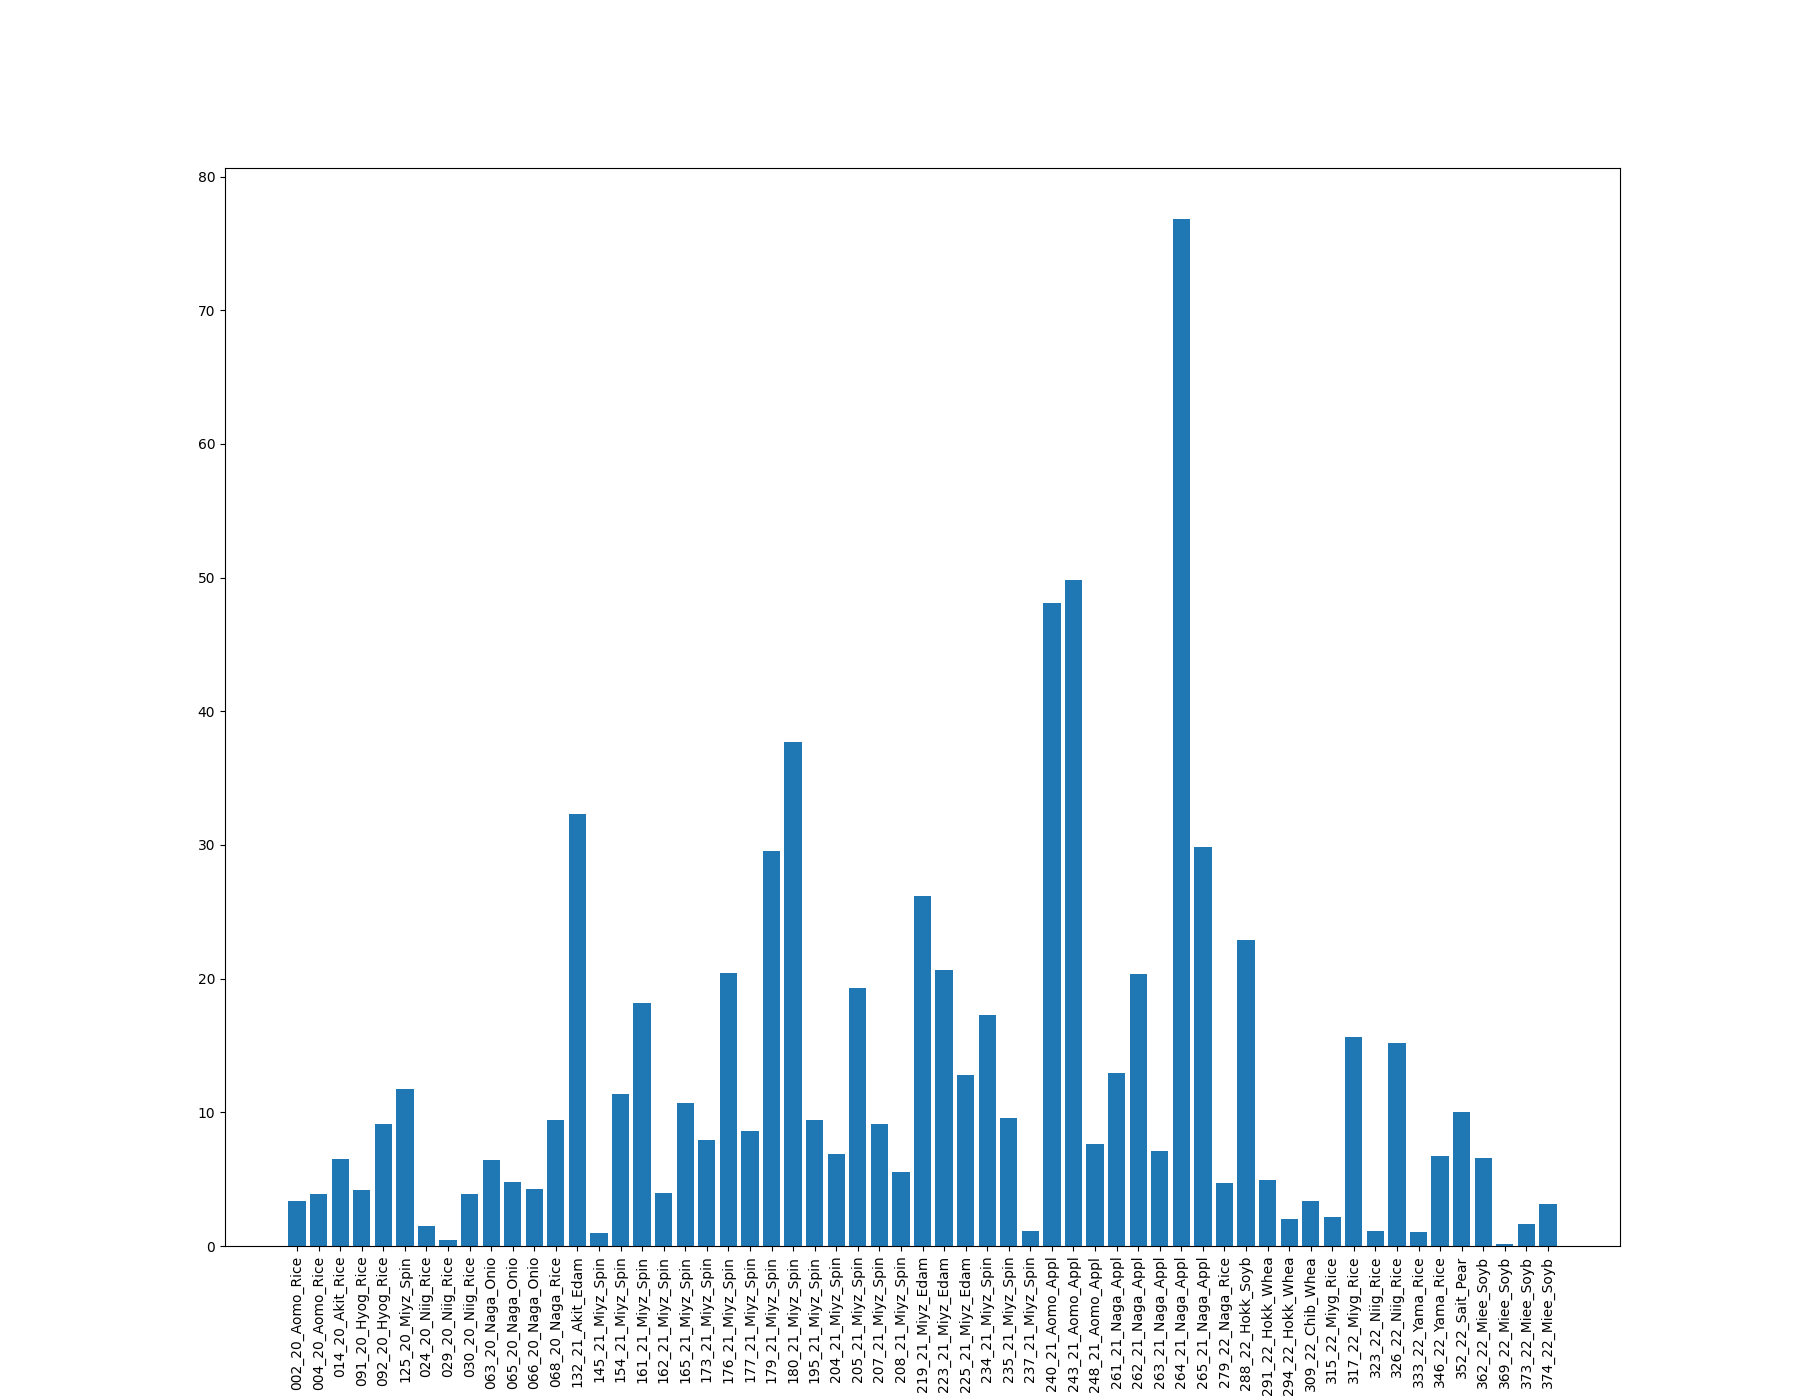 80
70
60
50
40
30
20
10
0
002_20_Aomo_Rice
004_20_Aomo_Rice
014_20_Akit_Rice
091_20_Hyog_Rice
092_20_Hyog_Rice
125_20_Miyz_Spin
024_20_Niig_Rice
029_20_Niig_Rice
030_20_Niig_Rice
063_20_Naga_Onio
065_20_Naga_Onio
066_20_Naga_Onio
068_20_Naga_Rice
132_21_Akit_Edam
145_21_Miyz_Spin
154_21_Miyz_Spin
161_21_Miyz_Spin
162_21_Miyz_Spin
165_21_Miyz_Spin
173_21_Miyz_Spin
176_21_Miyz_Spin
177_21_Miyz_Spin
179_21_Miyz_Spin
180_21_Miyz_Spin
195_21_Miyz_Spin
204_21_Miyz_Spin
205_21_Miyz_Spin
207_21_Miyz_Spin
208_21_Miyz_Spin
219_21_Miyz_Edam
223_21_Miyz_Edam
225_21_Miyz_Edam
234_21_Miyz_Spin
235_21_Miyz_Spin
237_21_Miyz_Spin
240_21_Aomo_Appl
243_21_Aomo_Appl
248_21_Aomo_Appl
261_21_Naga_Appl
262_21_Naga_Appl
263_21_Naga_Appl
264_21_Naga_Appl
265_21_Naga_Appl
279_22_Naga_Rice
288_22_Hokk_Soyb
291_22_Hokk_Whea
294_22_Hokk_Whea
309_22_Chib_Whea
315_22_Miyg_Rice
317_22_Miyg_Rice
323_22_Niig_Rice
326_22_Niig_Rice
333_22_Yama_Rice
346_22_Yama_Rice
352_22_Sait_Pear
362_22_Miee_Soyb
369_22_Miee_Soyb
373_22_Miee_Soyb
374_22_Miee_Soyb